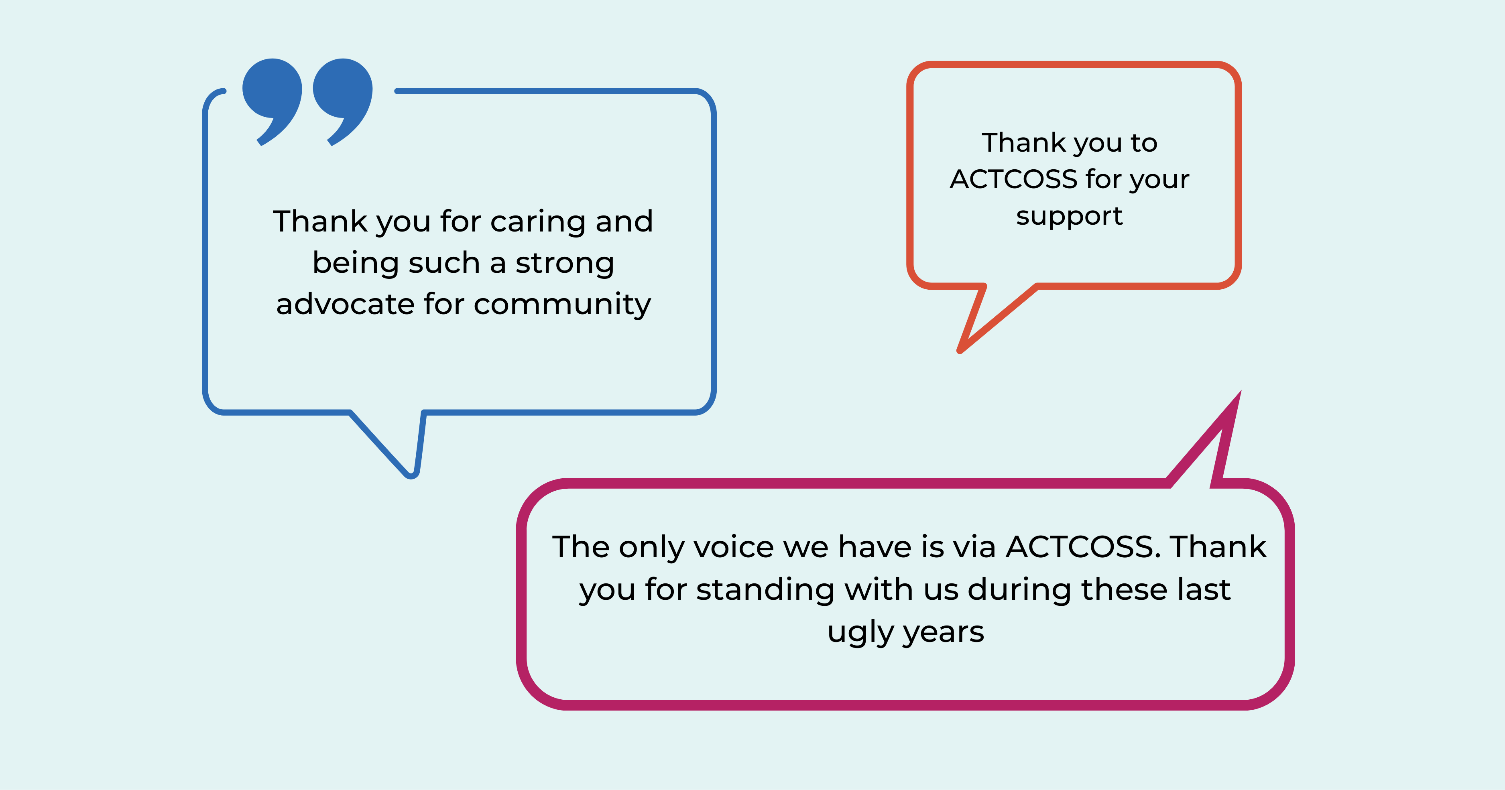 Thank you for caring and
being such a strong
advocate for community
Thank you to
ACTCOSS for your
support
The only voice we have is via ACTCOSS. Thank
you for standing with us during these last
ugly years